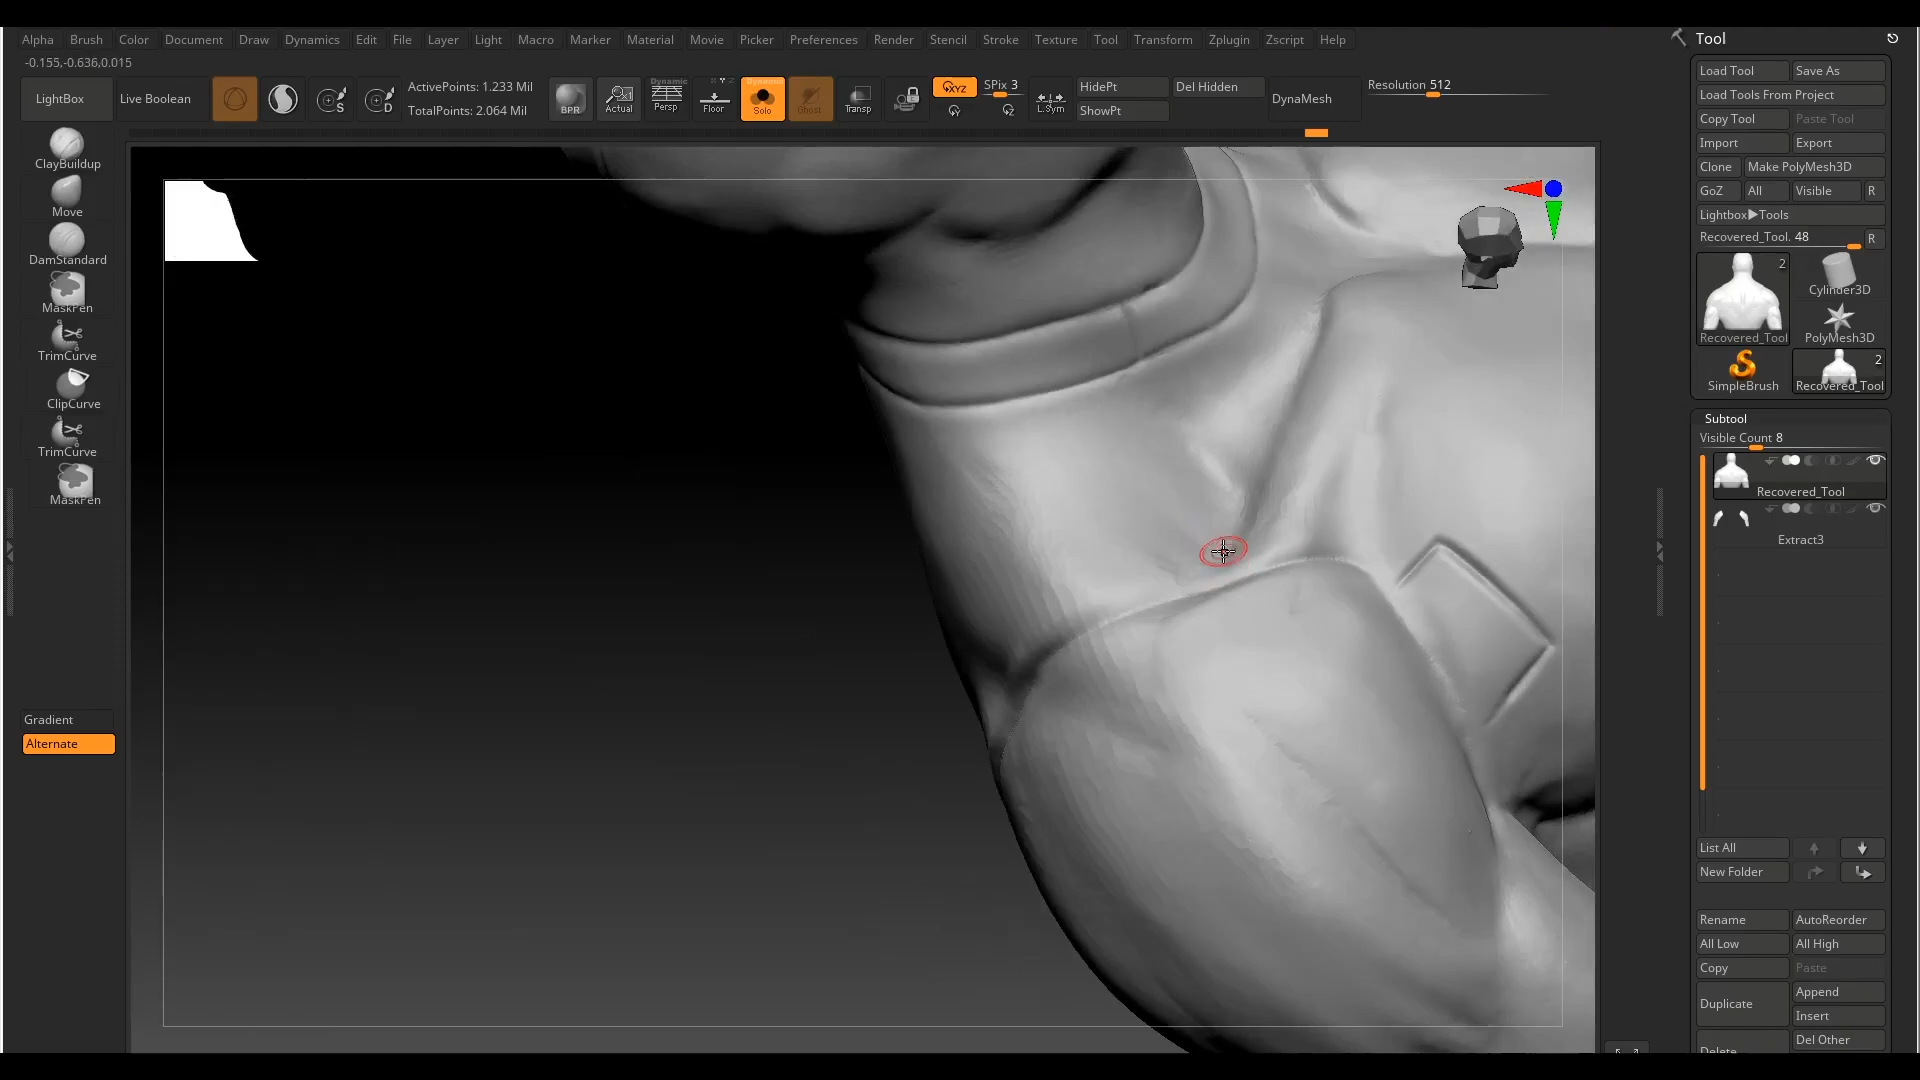 Alpha Brush Color Document Draw Dynamics Edit File Layer Light Macro Marker Material Movie Picker Preferences Render Stencil Stroke Texture Tool Transform Zplugin Zscript Help
-0.155,-0.636,0.015
LightBox
Live Boolean
S
D
ActivePoints: 1.233 Mil
TotalPoints: 2.064 Mil
BPR
Actual
Dynamic
Persp
Floor
Dynamic
Solo
Ghost
Transp
XYZ
Y
Z
SPix 3
L.Sym
HidePt
ShowPt
Del Hidden
DynaMesh
Resolution 512
ClayBuildup
Move
DamStandard
MaskPen
TrimCurve
ClipCurve
TrimCurve
MaskPen
Gradient
Alternate
Tool
Load Tool
Save As
Load Tools From Project
Copy Tool
Paste Tool
Import
Export
Clone
Make PolyMesh3D
GoZ
All
Visible
R
Lightbox▶Tools
Recovered_Tool. 48
R
2
Recovered_Tool
Cylinder3D
PolyMesh3D
SimpleBrush
2
Recovered_Tool
Subtool
Visible Count 8
Recovered_Tool
Extract3
List All
New Folder
Rename
AutoReorder
All Low
All High
Copy
Paste
Duplicate
Append
Insert
Delete
Del Other